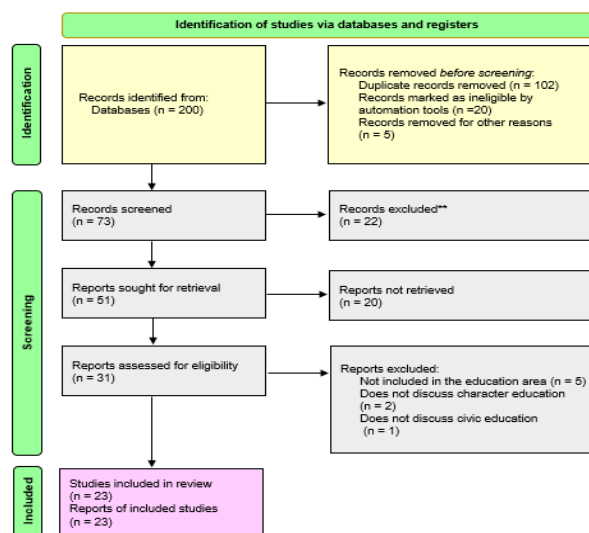 Identification of studies via databases and registers
Identification
Records identified from:
Databases (n = 200)
Records removed before screening:
Duplicate records removed (n = 102)
Records marked as ineligible by
automation tools (n =20)
Records removed for other reasons
(n = 5)
Screening
Records screened
(n = 73)
Records excluded**
(n = 22)
Reports sought for retrieval
(n = 51)
Reports not retrieved
(n = 20)
Reports assessed for eligibility
(n = 31)
Reports excluded:
Not included in the education area (n = 5)
Does not discuss character education
(n = 2)
Does not discuss civic education
(n = 1)
Included
Studies included in review
(n = 23)
Reports of included studies
(n = 23)